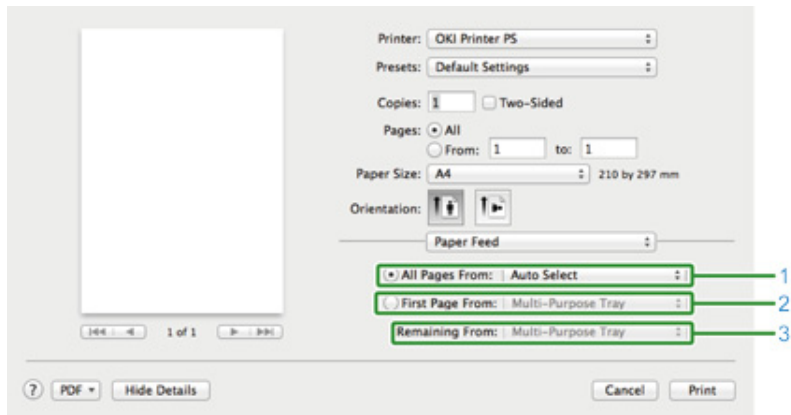 Printer: OKI Printer PS
Presets: Default Settings
Copies: 1 Two-Sided
Pages: All
From: 1 to: 1
Paper Size: A4 210 by 297 mm
Orientation:
Paper Feed
All Pages From: Auto Select 1
First Page From: Multi-Purpose Tray 2
1 of 1 Remaining From: Multi-Purpose Tray 3
? PDF Hide Details Cancel Print